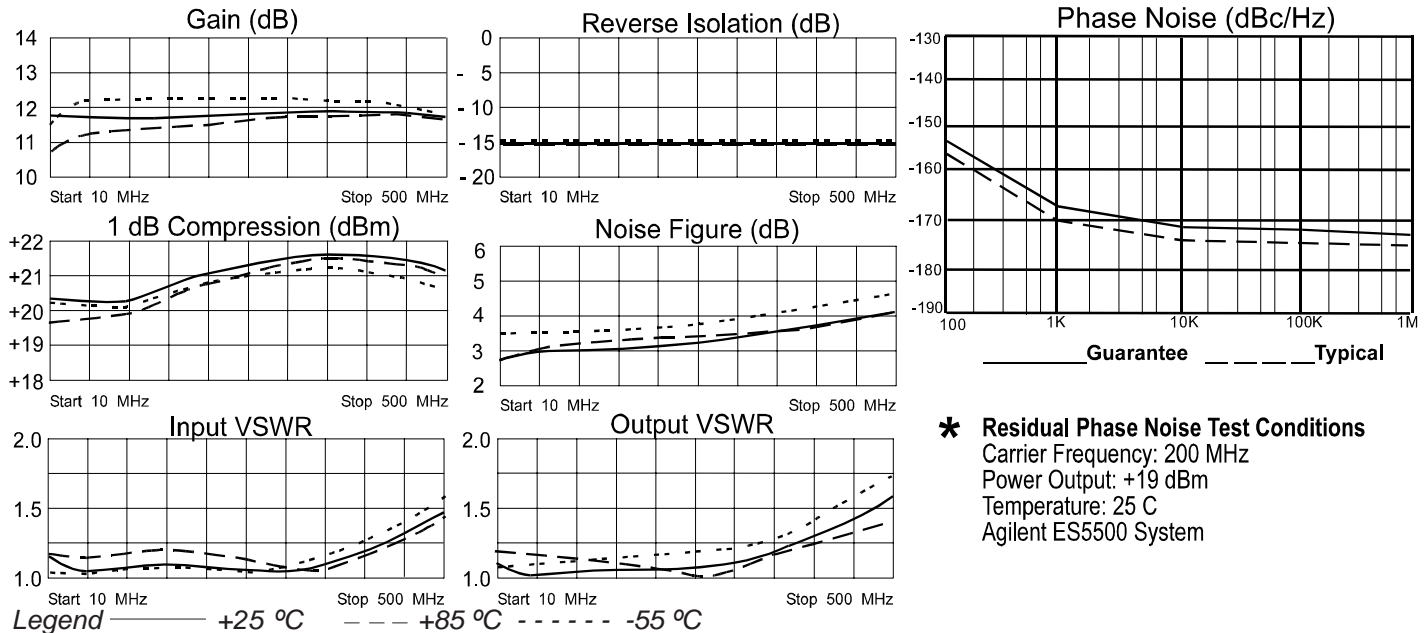 Gain (dB)
14
13
12
11
10
Start 10 MHz
Stop 500 MHz
Reverse Isolation (dB)
0
- 5
- 10
- 15
- 20
Start 10 MHz
Stop 500 MHz
Phase Noise (dBc/Hz)
-130
-140
-150
-160
-170
-180
-190
100
1K
10K
100K
1M
Guarantee
Typical
1 dB Compression (dBm)
+22
+21
+20
+19
+18
Start 10 MHz
Stop 500 MHz
Noise Figure (dB)
6
5
4
3
2
Start 10 MHz
Stop 500 MHz
Input VSWR
2.0
1.5
1.0
Start 10 MHz
Stop 500 MHz
Output VSWR
2.0
1.5
1.0
Start 10 MHz
Stop 500 MHz
* Residual Phase Noise Test Conditions
Carrier Frequency: 200 MHz
Power Output: +19 dBm
Temperature: 25 C
Agilent ES5500 System
Legend +25 ºC +85 ºC -55 ºC